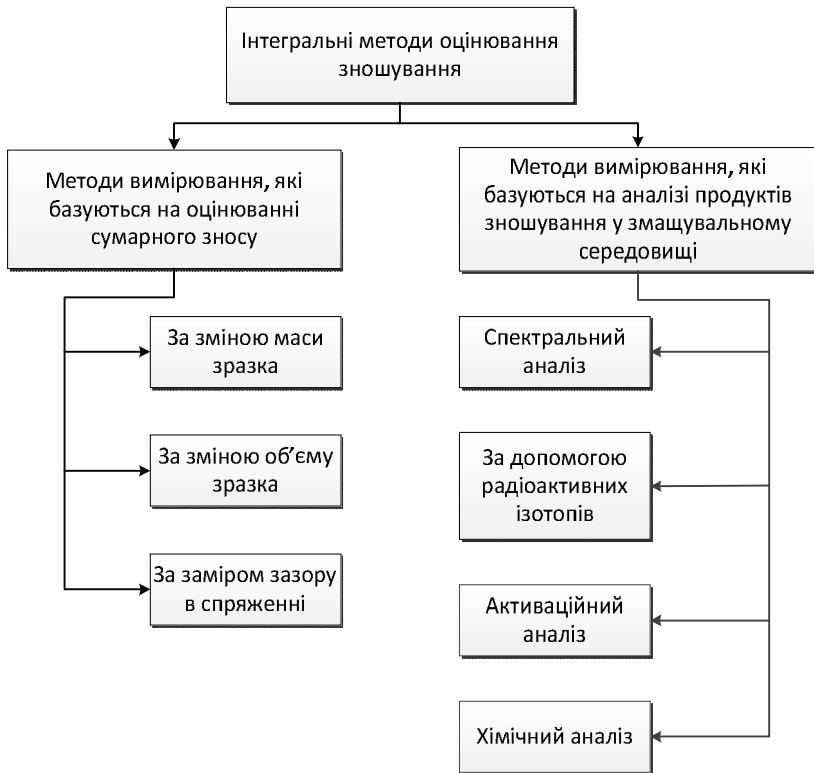 Інтегральні методи оцінювання
зношування
Методи вимірювання, які
базуються на оцінюванні
сумарного зносу
Методи вимірювання, які
базуються на аналізі продуктів
зношування у змащувальному
середовищі
За зміною маси
зразка
За зміною об’єму
зразка
За заміром зазору
в спряженні
Спектральний
аналіз
За допомогою
радіоактивних
ізотопів
Активаційний
аналіз
Хімічний аналіз